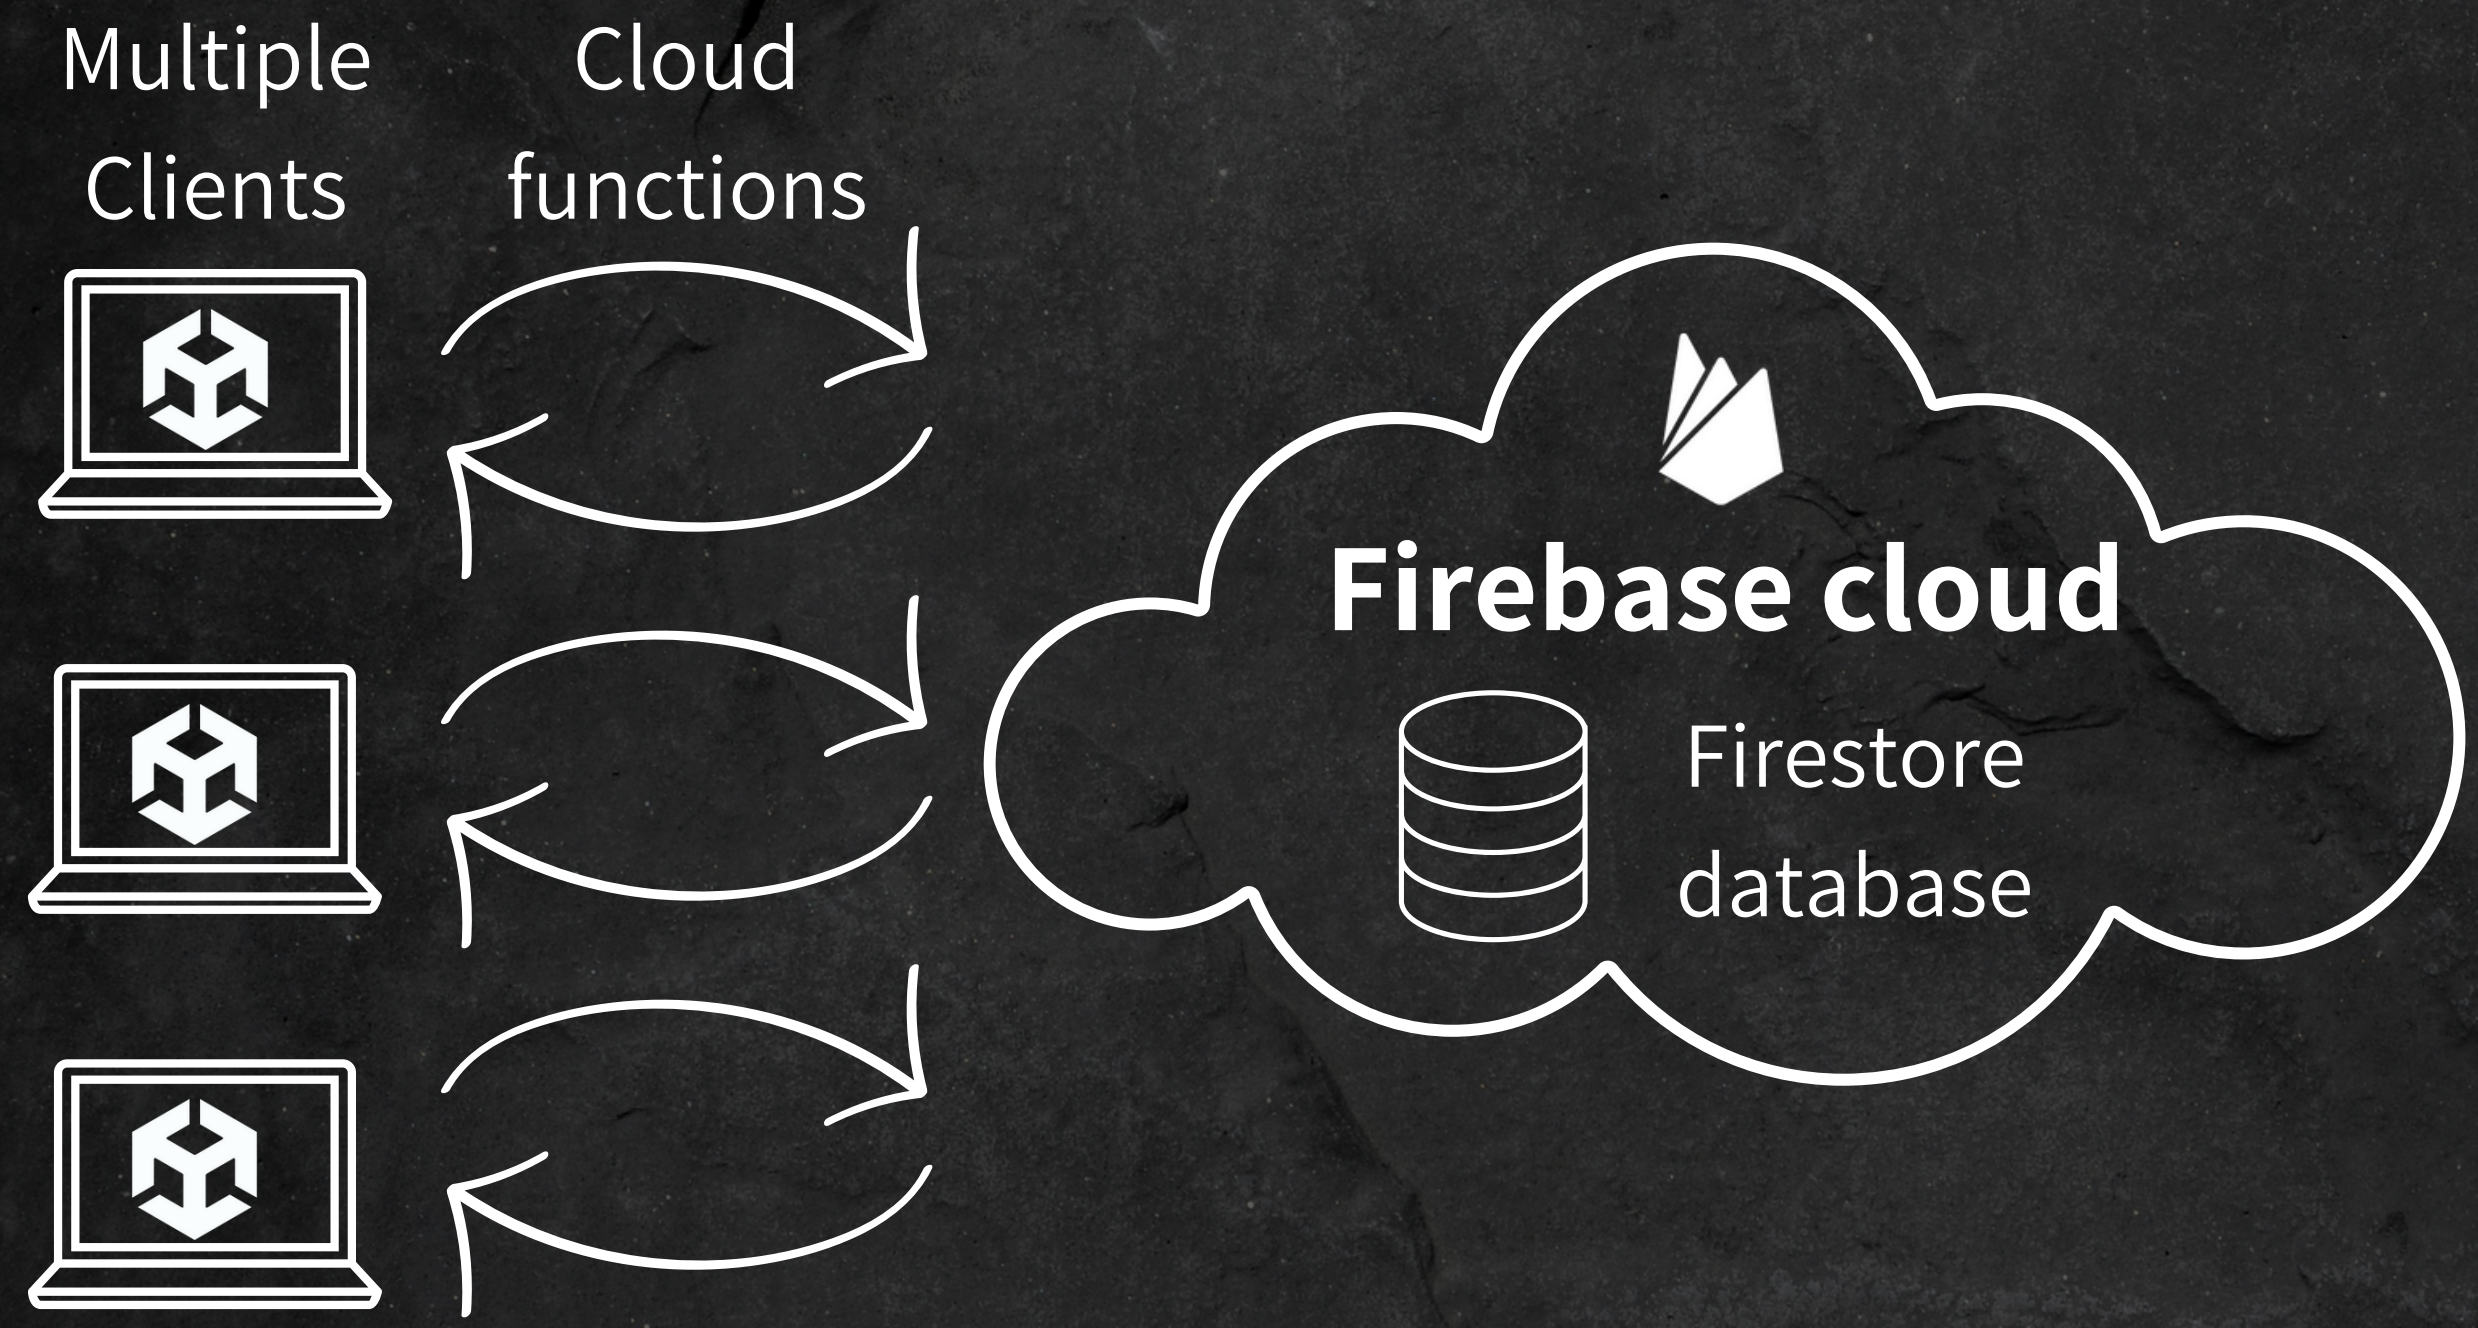 Multiple
Clients
Cloud
functions
Firebase cloud
Firestore
database